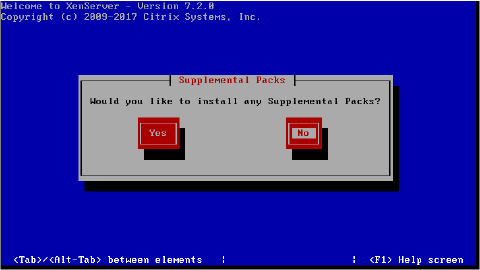 Welcome to XenServer - Version 7.2.0
Copyright (c) 2009-2017 Citrix Systems, Inc.
Supplemental Packs
Would you like to install any Supplemental Packs?
Yes No
<Tab>/<Alt-Tab> between elements | | <F1> Help screen